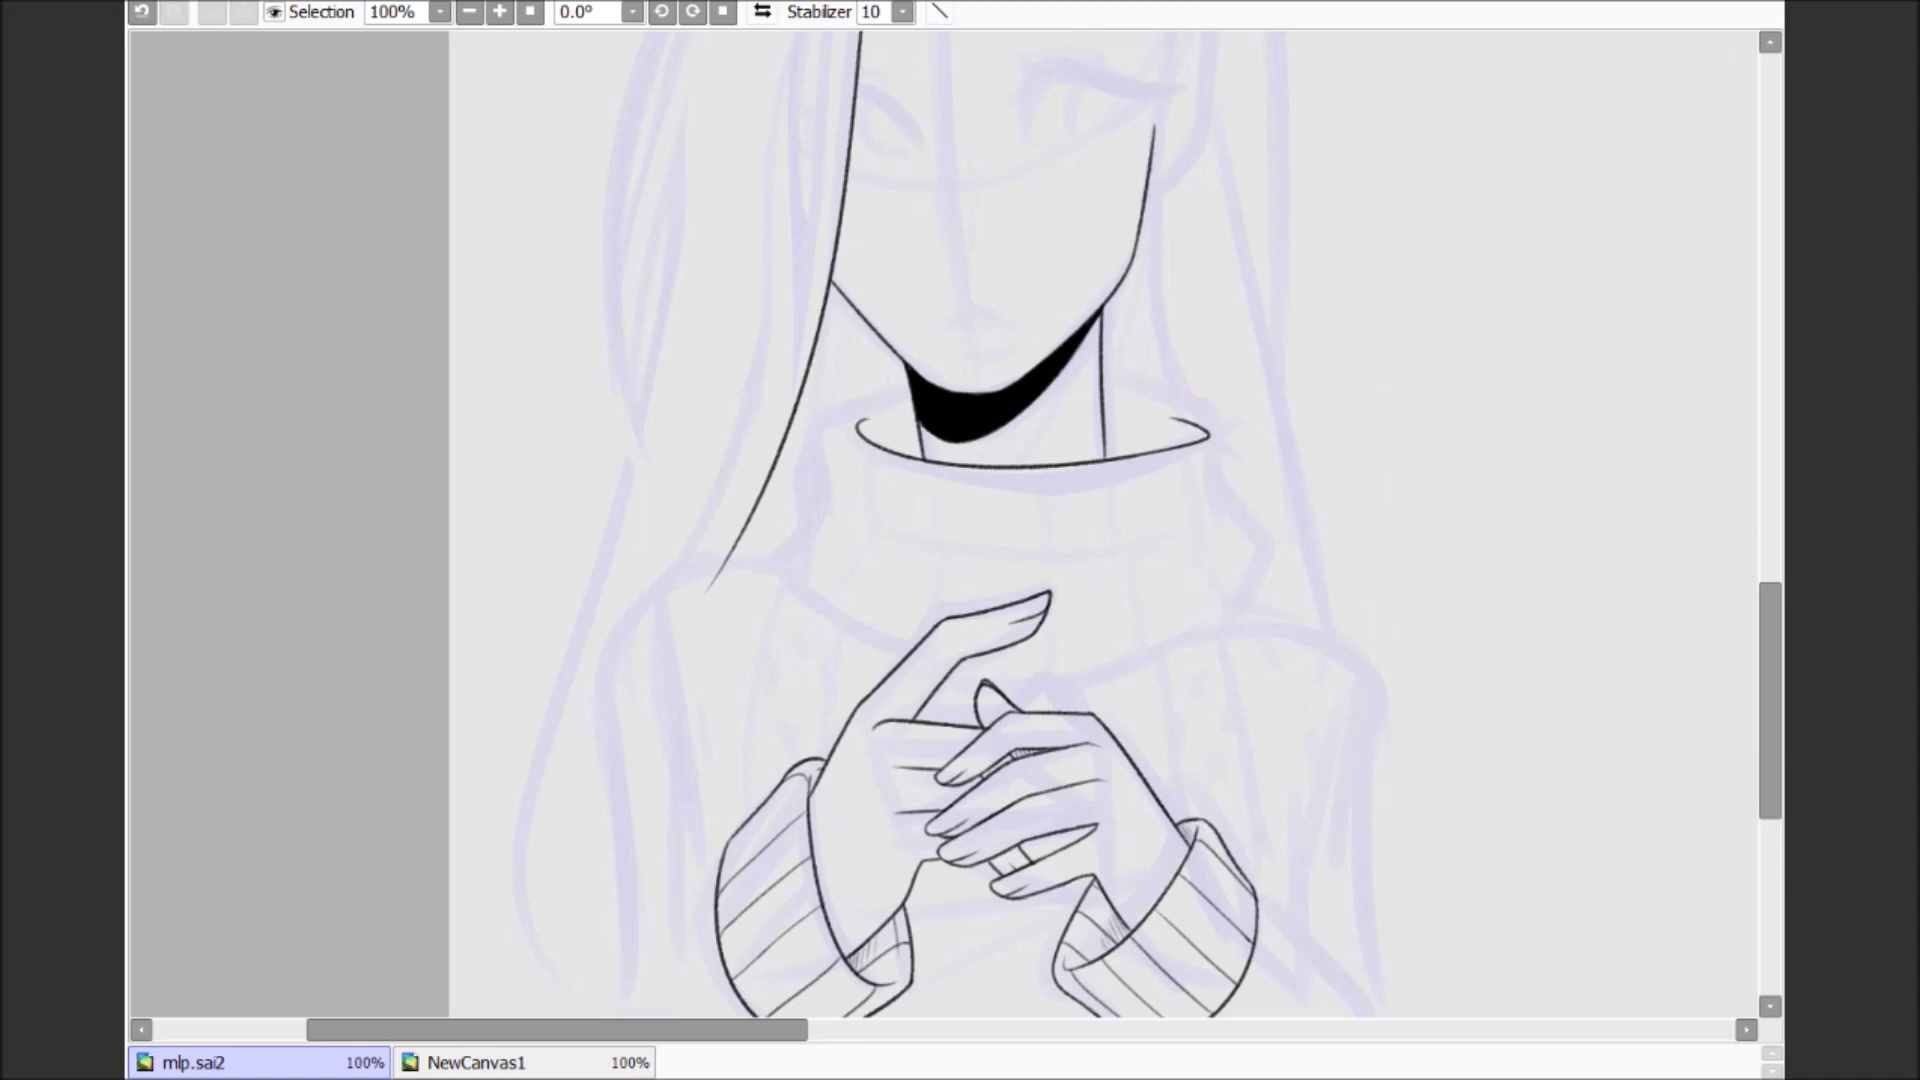 Selection 100% 0.0° Stabilizer 10
mlp.sai2 100% NewCanvas1 100%